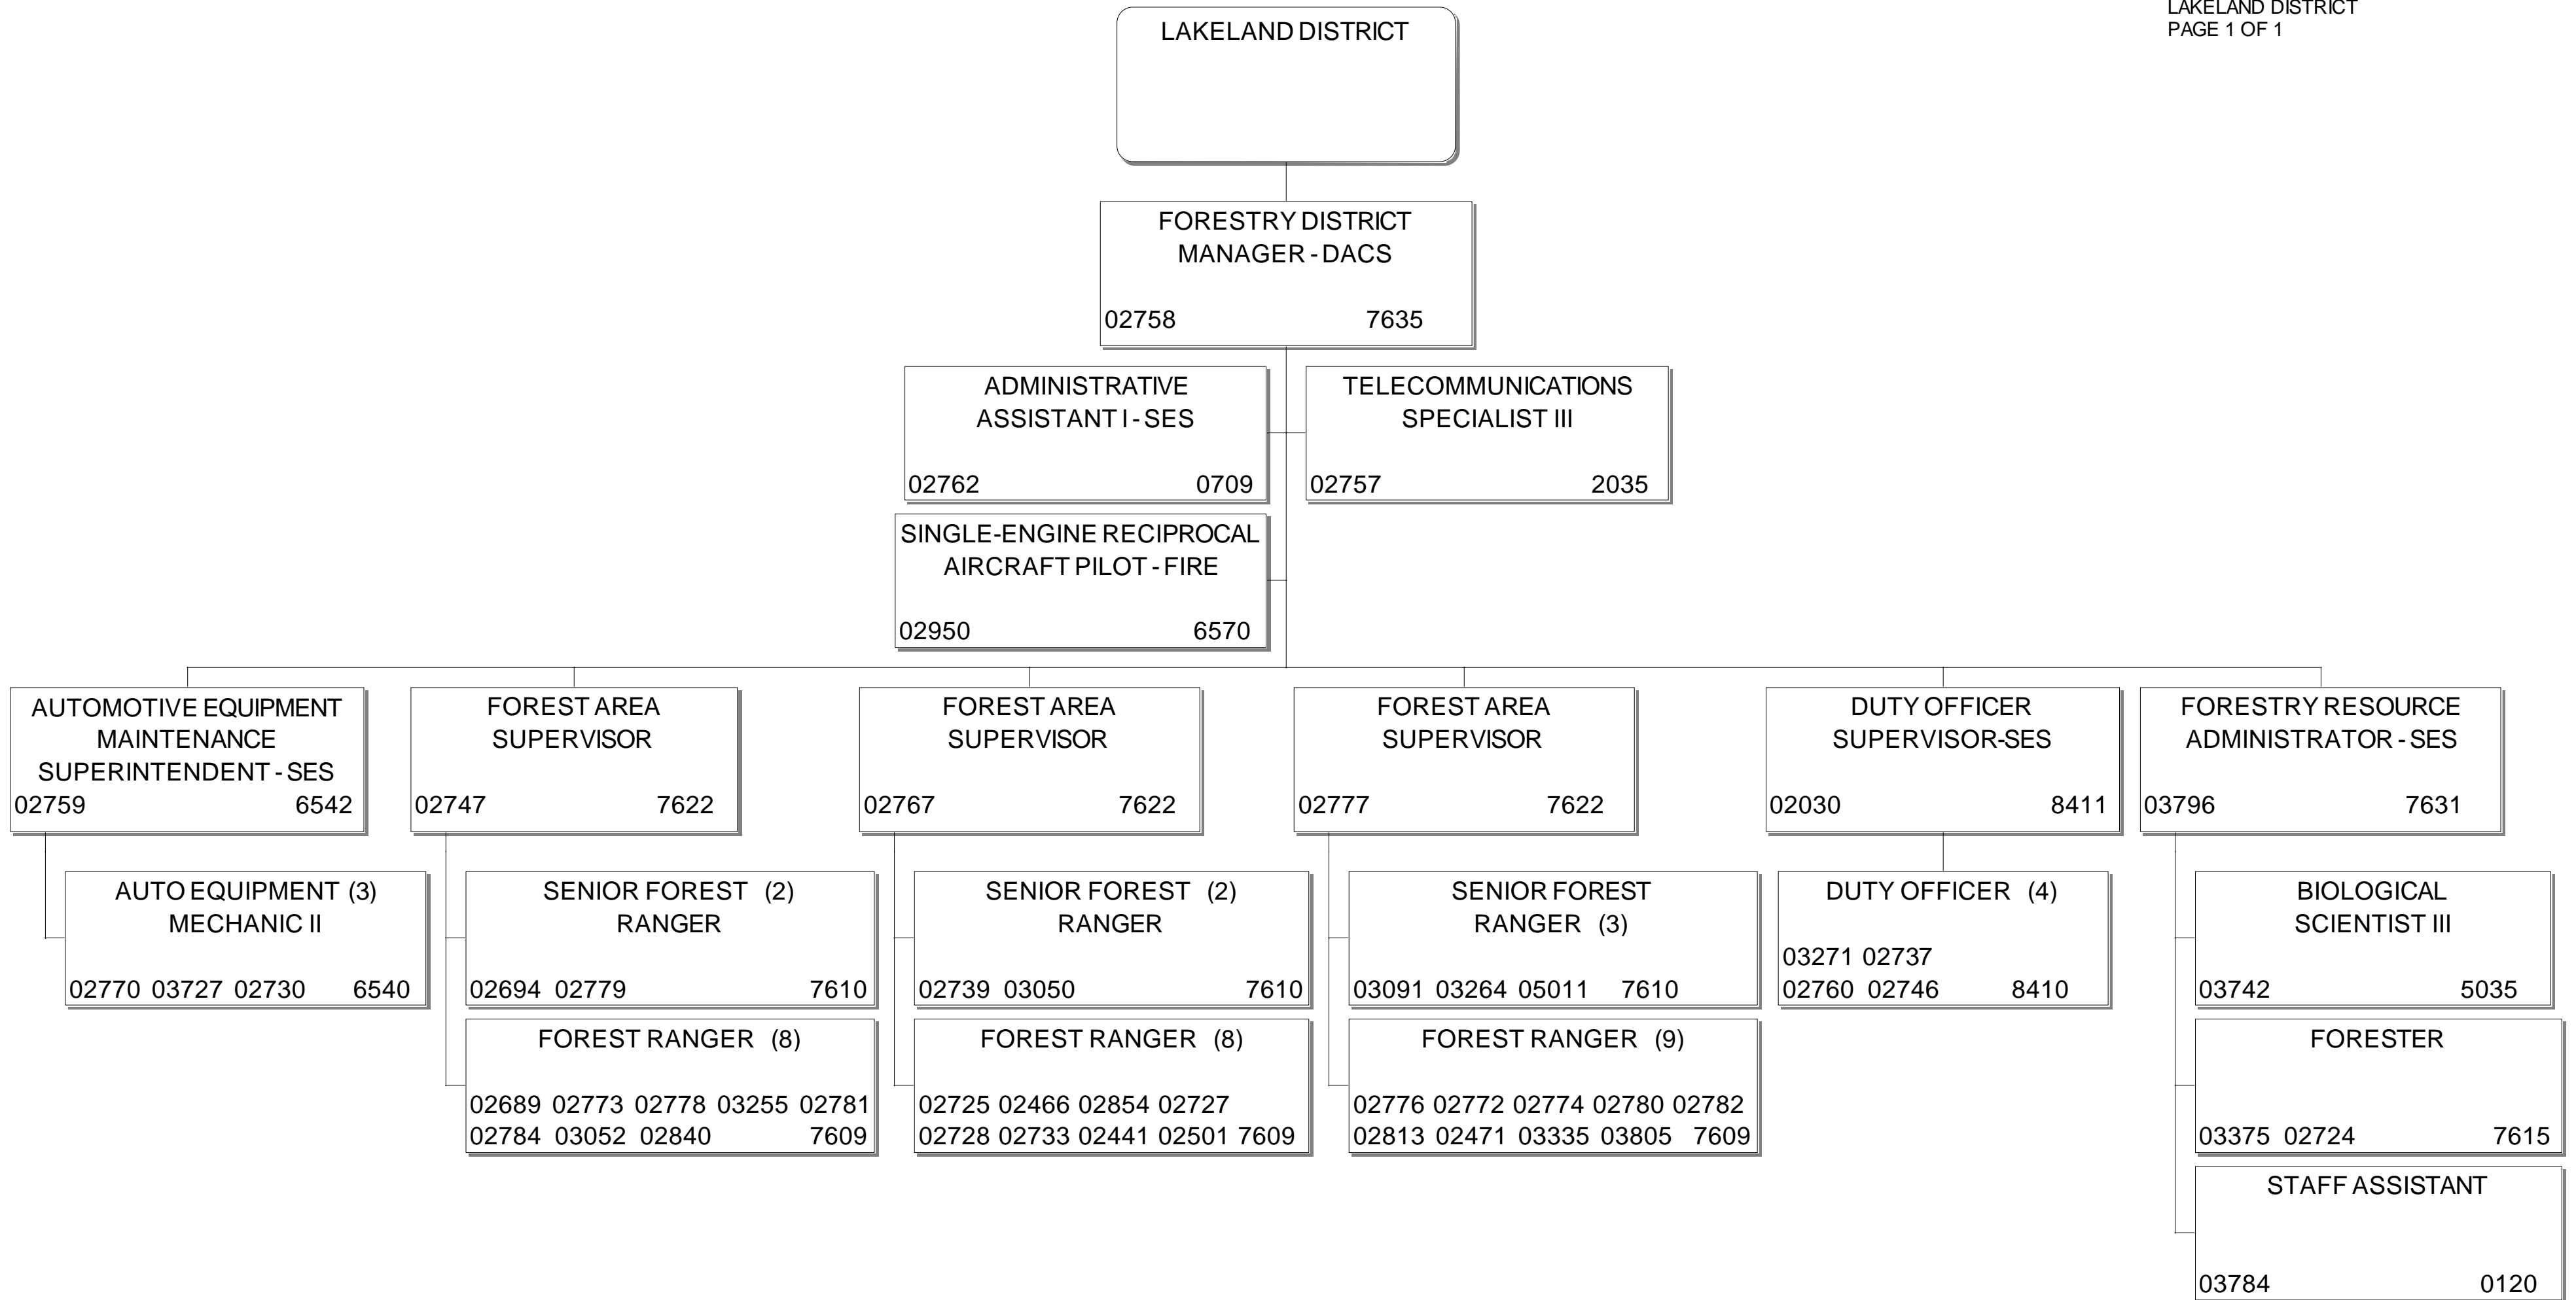 LAKELAND DISTRICT
PAGE 1 OF 1
LAKELAND DISTRICT
FORESTRY DISTRICT
MANAGER - DACS
02758 7635
ADMINISTRATIVE
ASSISTANT I - SES
02762 0709
TELECOMMUNICATIONS
SPECIALIST III
02757 2035
SINGLE-ENGINE RECIPROCAL
AIRCRAFT PILOT - FIRE
02950 6570
AUTOMOTIVE EQUIPMENT
MAINTENANCE
SUPERINTENDENT - SES
02759 6542
FOREST AREA
SUPERVISOR
02747 7622
FOREST AREA
SUPERVISOR
02767 7622
FOREST AREA
SUPERVISOR
02777 7622
DUTY OFFICER
SUPERVISOR-SES
02030 8411
FORESTRY RESOURCE
ADMINISTRATOR - SES
03796 7631
AUTO EQUIPMENT (3)
MECHANIC II
02770 03727 02730 6540
SENIOR FOREST (2)
RANGER
02694 02779 7610
SENIOR FOREST (2)
RANGER
02739 03050 7610
SENIOR FOREST
RANGER (3)
03091 03264 05011 7610
DUTY OFFICER (4)
03271 02737
02760 02746 8410
BIOLOGICAL
SCIENTIST III
03742 5035
FOREST RANGER (8)
02689 02773 02778 03255 02781
02784 03052 02840 7609
FOREST RANGER (8)
02725 02466 02854 02727
02728 02733 02441 02501 7609
FOREST RANGER (9)
02776 02772 02774 02780 02782
02813 02471 03335 03805 7609
FORESTER
03375 02724 7615
STAFF ASSISTANT
03784 0120